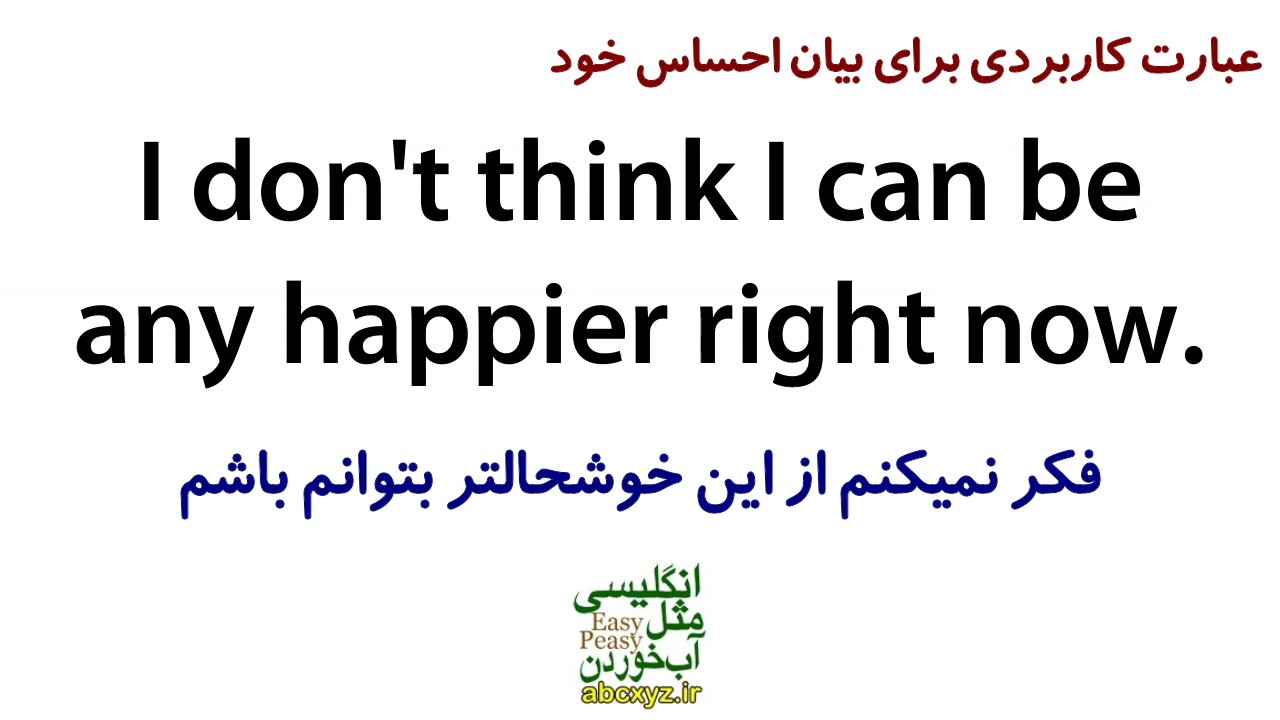 عبارت کاربردی برای بیان احساس خود
I don't think I can be
any happier right now.
فکر نمیکنم از این خوشحالتر بتوانم باشم
انگلیسی
مثل
Easy
Peasy
آب‌خوردن
abcxyz.ir